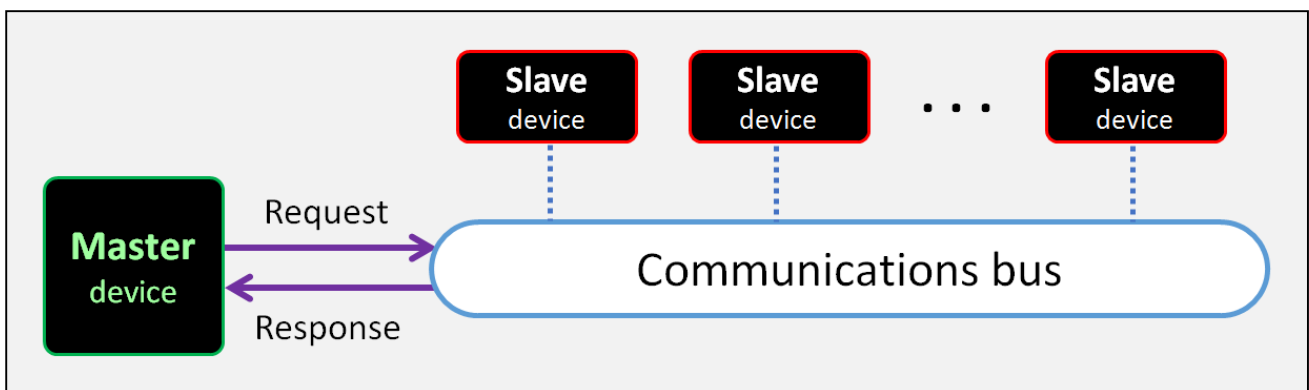 Slave
device
Slave
device
. . .
Slave
device
Master
device
Request
Response
Communications bus